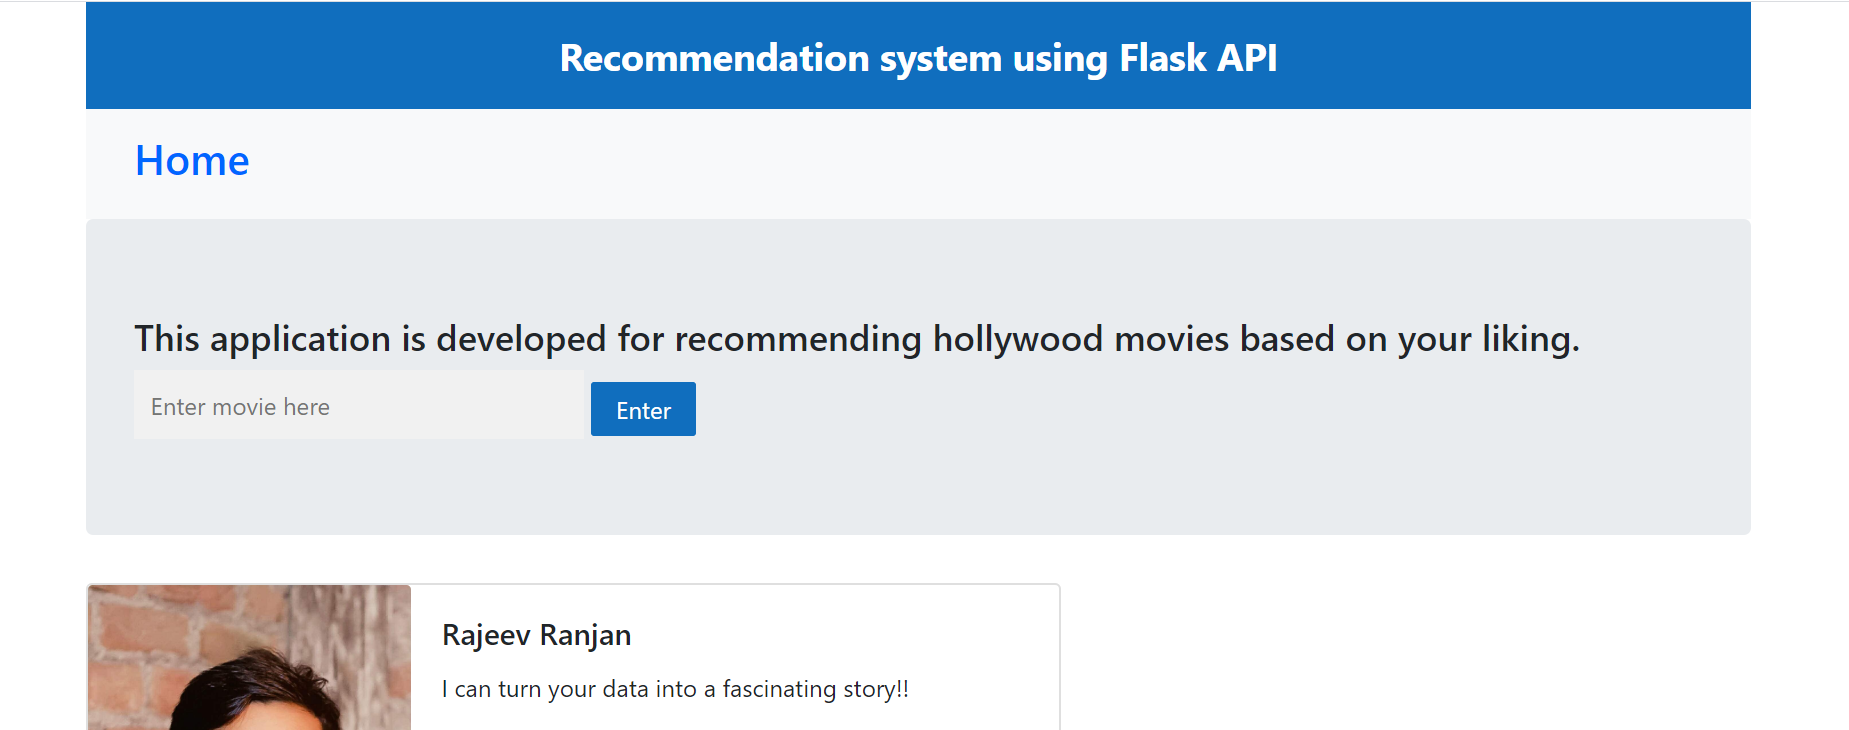 Recommendation system using Flask API
Home
This application is developed for recommending hollywood movies based on your liking.
Enter movie here
Enter
Rajeev Ranjan
I can turn your data into a fascinating story!!